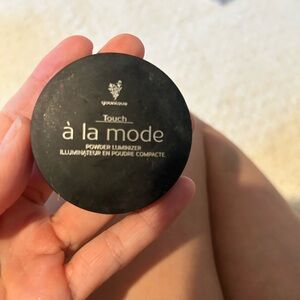 younique
Touch
à la mode
POWDER LUMINIZER
ILLUMINATEUR EN POUDRE COMPACTE